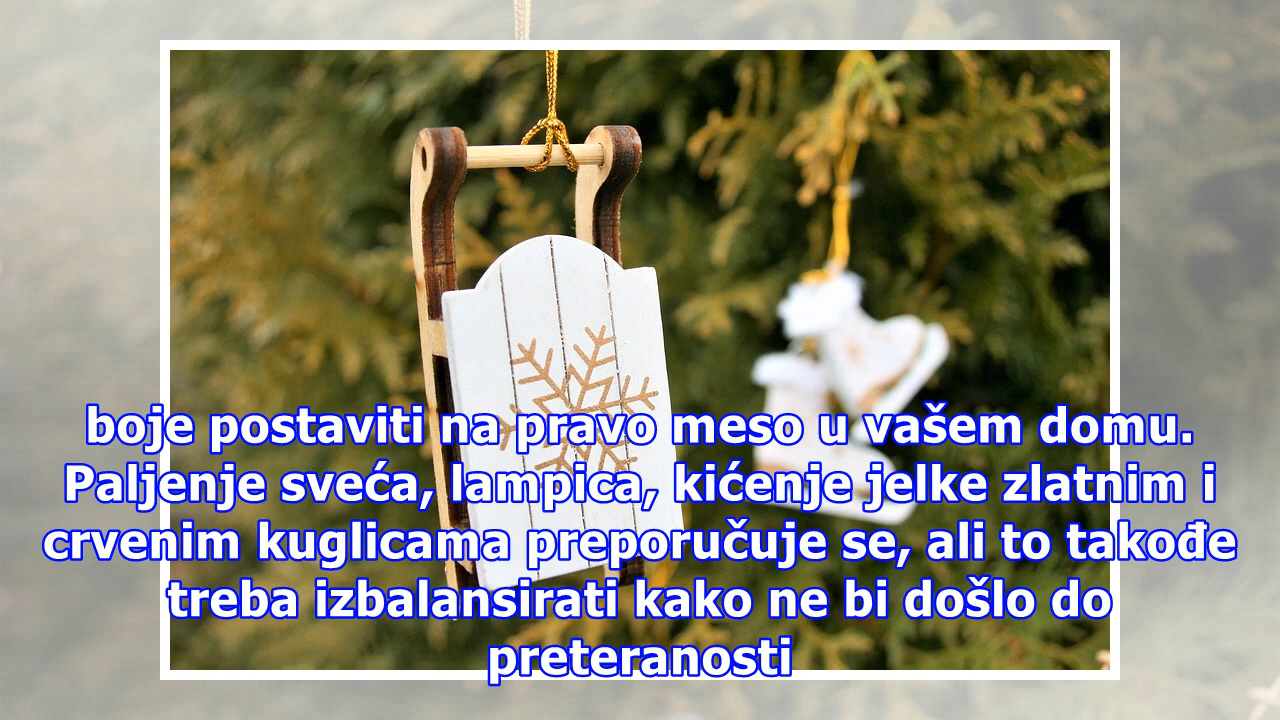 boje postaviti na pravo meso u vašem domu.
Paljenje sveća, lampica, kićenje jelke zlatnim i
crvenim kuglicama preporučuje se, ali to takođe
treba izbalansirati kako ne bi došlo do
preteranosti